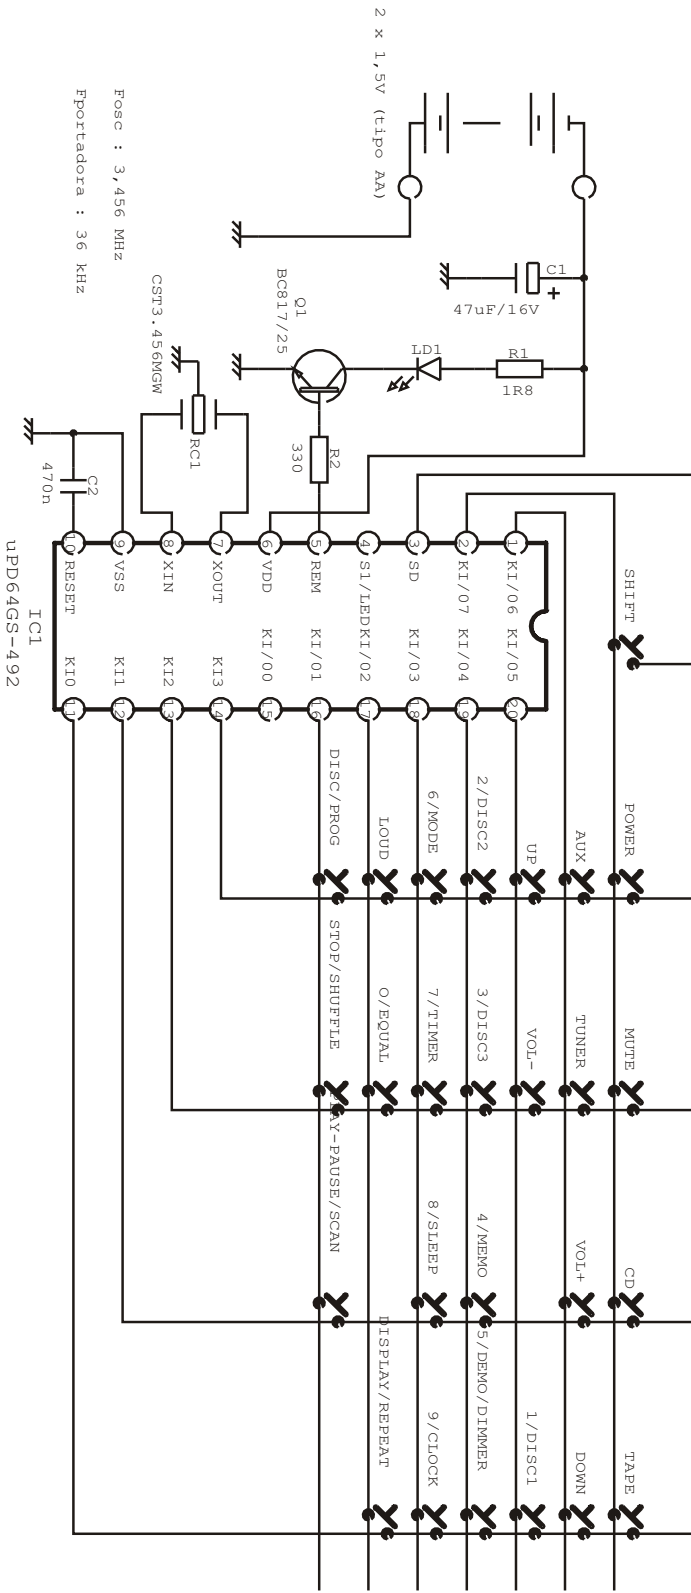 2 x 1,5V (tipo AA)
Fosc : 3,456 MHz
Fportadora : 36 kHz
C1
+
47uF/16V
Q1
BC817/25
LD1
R1
1R8
CST3.456MGW
RC1
R2
330
C2
470n
10
9
8
7
6
5
4
3
2
1
RESET
VSS
XIN
XOUT
VDD
REM
S1/LED
SD
KI/07
KI/06
IC1
uPD64GS-492
KI0
KI1
KI2
KI3
KI/00
KI/01
KI/02
KI/03
KI/04
KI/05
11
12
13
14
15
16
17
18
19
20
SHIFT
DISC/PROG
LOUD
6/MODE
2/DISC2
UP
AUX
POWER
STOP/SHUFFLE
0/EQUAL
7/TIMER
3/DISC3
VOL-
TUNER
MUTE
PLAY-PAUSE/SCAN
8/SLEEP
4/MEMO
VOL+
CD
DISPLAY/REPEAT
9/CLOCK
5/DEMO/DIMMER
1/DISC1
DOWN
TAPE